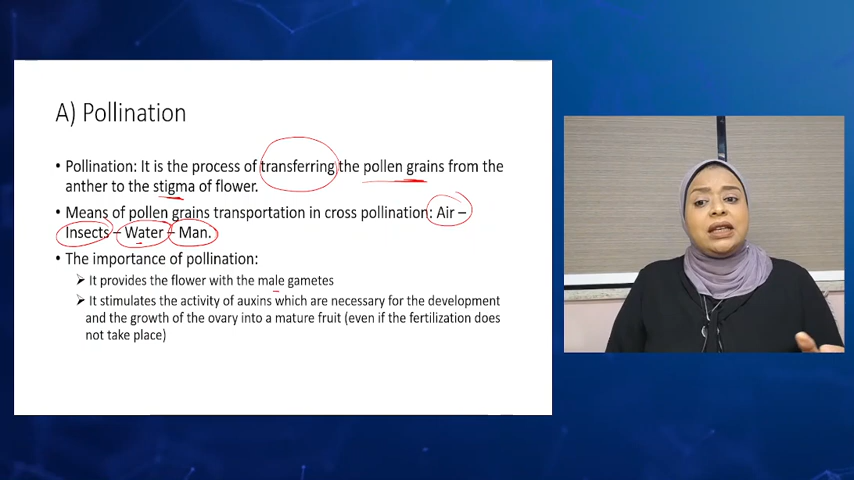 A) Pollination
• Pollination: It is the process of transferring the pollen grains from the
anther to the stigma of flower.
• Means of pollen grains transportation in cross pollination: Air –
Insects – Water – Man.
• The importance of pollination:
➢ It provides the flower with the male gametes
➢ It stimulates the activity of auxins which are necessary for the development
and the growth of the ovary into a mature fruit (even if the fertilization does
not take place)